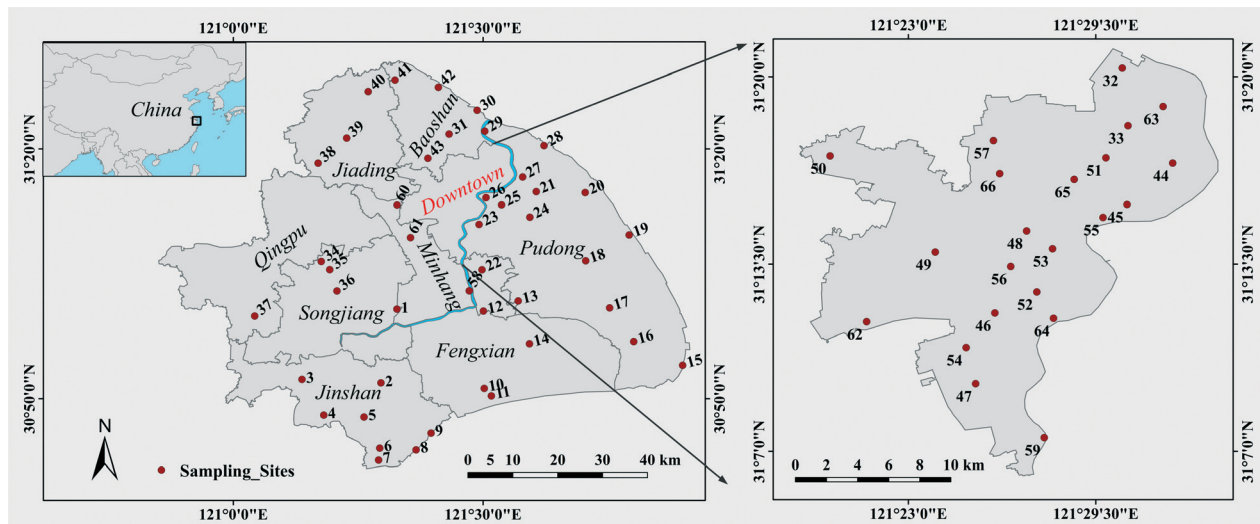 121°0'0"E
121°30'0"E
121°23'0"E
121°29'30"E
31°20'0"N
30°50'0"N
31°20'0"N
31°13'30"N
31°7'0"N
China
41
42
40
30
Baoshan
31
29
39
28
38
43
Jiading
27
60
Downtown
26
21
20
25
24
23
61
19
Qingpu
Pudong
34
Minhang
18
35
22
36
58
37
1
13
17
Songjiang
12
14
16
Fengxian
15
3
2
10
11
Jinshan
4
5
9
6
8
7
N
Sampling_Sites
0 5 10 20 30 40 km
31°20'0"N
30°50'0"N
121°0'0"E
121°30'0"E
32
63
33
57
50
51
44
66
65
45
55
48
49
53
56
52
46
64
62
54
47
59
0 2 4 6 8 10 km
31°20'0"N
31°13'30"N
31°7'0"N
121°23'0"E
121°29'30"E